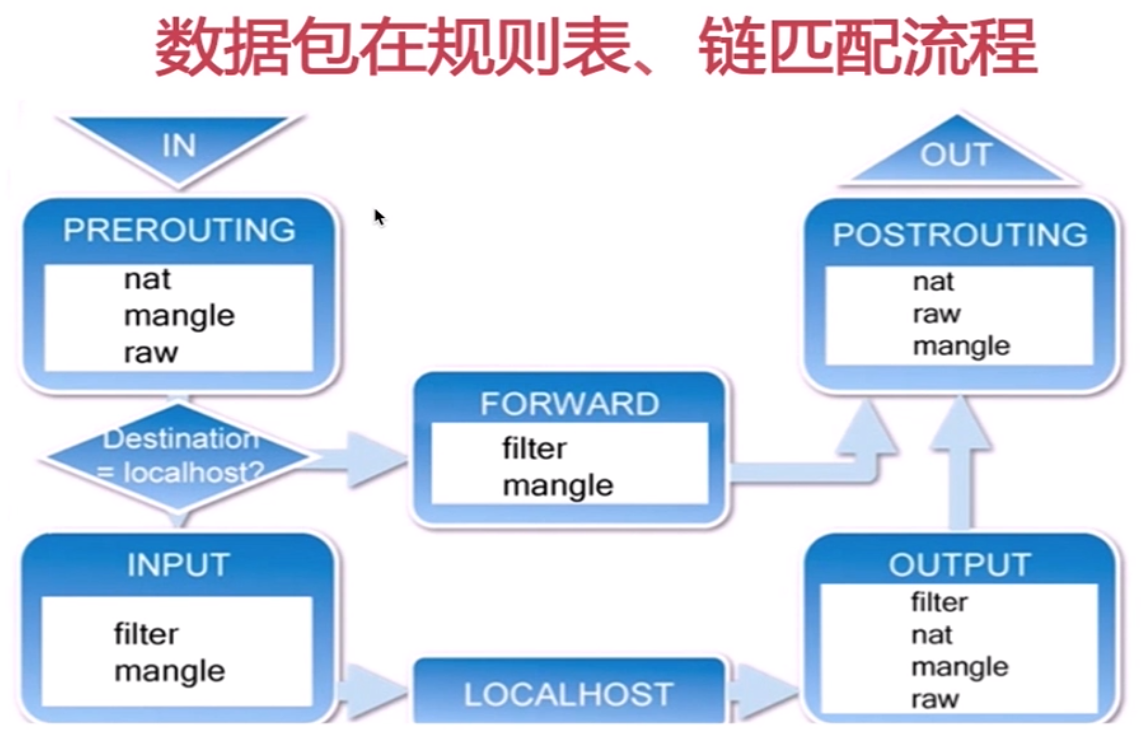 数据包在规则表、链匹配流程
IN
PREROUTING
nat
mangle
raw
Destination
= localhost?
INPUT
filter
mangle
FORWARD
filter
mangle
LOCALHOST
OUT
POSTROUTING
nat
raw
mangle
OUTPUT
filter
nat
mangle
raw